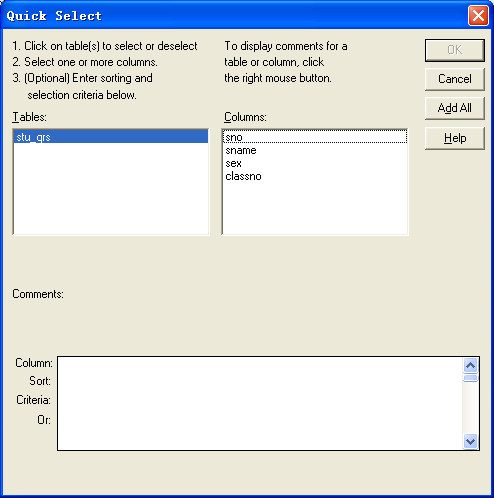 Quick Select
1. Click on table(s) to select or deselect
2. Select one or more columns.
3. (Optional) Enter sorting and
selection criteria below.
To display comments for a
table or column, click
the right mouse button.
OK
Cancel
Add All
Help
Tables:
stu_grs
Columns:
sno
sname
sex
classno
Comments:
Column:
Sort:
Criteria:
Or: